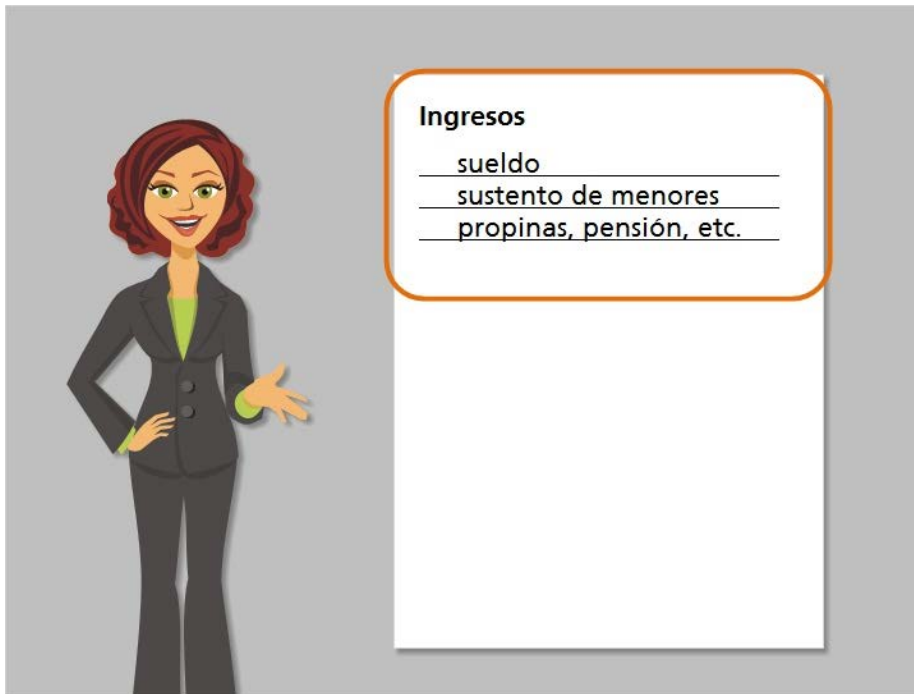 Ingresos
sueldo
sustento de menores
propinas, pensión, etc.